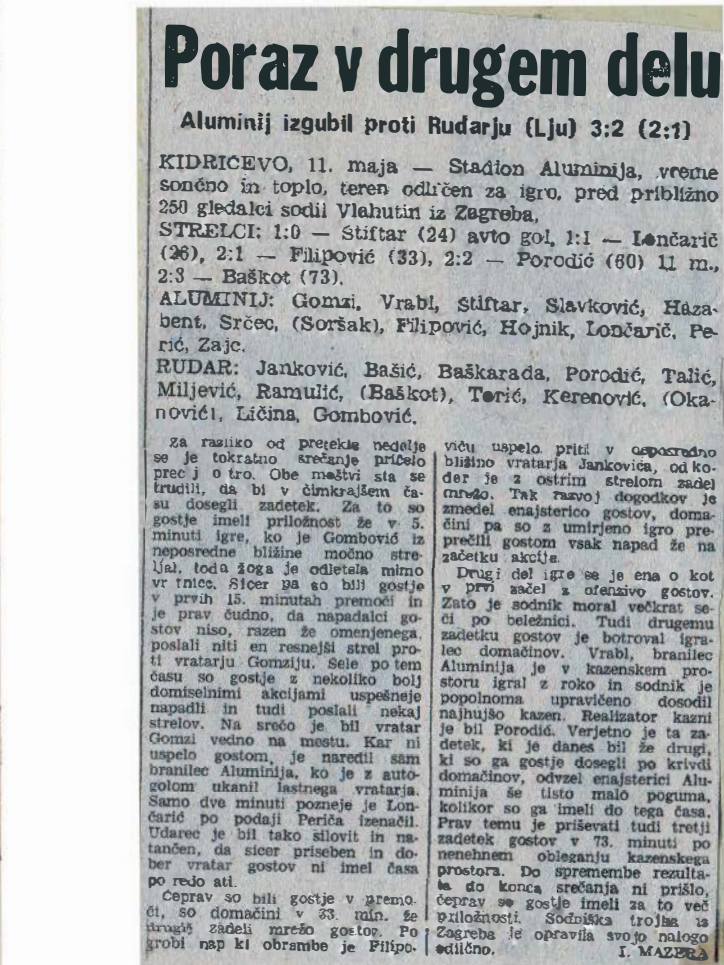 Poraz v drugem delu
Aluminij izgubil proti Rudarju (Lju) 3:2 (2:1)
KIDRIČEVO, 11. maja — Stadion Aluminija, vreme
sončno in toplo, teren odličen za igro, pred približno
250 gledalci sodil Vlahutin iz Zagreba.
STRELCI: 1:0 — Štiftar (24) avto gol, 1:1 — Lončarič
(26), 2:1 — Filipović (33), 2:2 — Porodić (60) 11 m.,
2:3 — Baškot (73).
ALUMINIJ: Gomzi, Vrabl, Štiftar, Slavković, Haza-
bent, Srčec, (Soršak), Filipović, Hojnik, Lončarič, Pe-
rić, Zajc.
RUDAR: Janković, Bašić, Baškarada, Porodić, Talić,
Miljević, Ramulić, (Baškot), Terić, Kerenović, (Oka-
nović), Ličina, Gombović.
Za razliko od pretekle nedelje
se je tokratno srečanje pričelo
precej ostro. Obe moštvi sta se
trudili, da bi v čimkrajšem ča-
su dosegli zadetek. Za to so
gostje imeli priložnost že v 5.
minuti igre, ko je Gombović iz
neposredne bližine močno stre-
ljal, toda žoga je odletela mimo
vratnice. Sicer pa so bili gostje
v prvih 15. minutah premoči in
je prav čudno, da napadalci go-
stov niso, razen že omenjenega,
poslali niti en resnejši strel pro-
ti vratarju Gomziju. Šele po tem
času so gostje z nekoliko bolj
domiselnimi akcijami uspešneje
napadli in tudi poslali nekaj
strelov. Na srečo je bil vratar
Gomzi vedno na mestu. Kar ni
uspelo gostom, je naredil sam
branilec Aluminija, ko je z auto-
golom ukanil lastnega vratarja.
Samo dve minuti pozneje je Lon-
čarič po podaji Periča izenačil.
Udarec je bil tako silovit in na-
tančen, da sicer priseben in do-
ber vratar gostov ni imel časa
posredovati.
Čeprav so bili gostje v premo-
či, so domačini v 33. min. že
drugič zadeli mrežo gostov. Po
grobi napaki obrambe je Filipo-
viću uspelo priti v neposredno
bližino vratarja Jankovića, od ko-
der je z ostrim strelom zadel
mrežo. Tak razvoj dogodkov je
zmedel enajsterico gostov, doma-
čini pa so z umirjeno igro pre-
prečili gostom vsak napad že na
začetku akcije.
Drugi del igre se je enako kot
v prvi začel z ofenzivo gostov.
Zato je sodnik moral večkrat se-
či po beležnici. Tudi drugemu
zadetku gostov je botroval igra-
lec domačinov. Vrabl, branilec
Aluminija je v kazenskem pro-
storu igral z roko in sodnik je
popolnoma upravičeno dosodil
najhujšo kazen. Realizator kazni
je bil Porodić. Verjetno je ta za-
detek, ki je danes bil že drugi,
ki so ga gostje dosegli po krivdi
domačinov, odvzel enajsterici Alu-
minija še tisto malo poguma,
kolikor so ga imeli do tega časa.
Prav temu je priševati tudi tretji
zadetek gostov v 73. minuti po
nenehnem obleganju kazenskega
prostora. Do spremembe rezulta-
ta do konca srečanja ni prišlo,
čeprav so gostje imeli za to več
priložnosti. Sodniška trojka iz
Zagreba je opravila svojo nalogo
odlično.
I. MAZERA